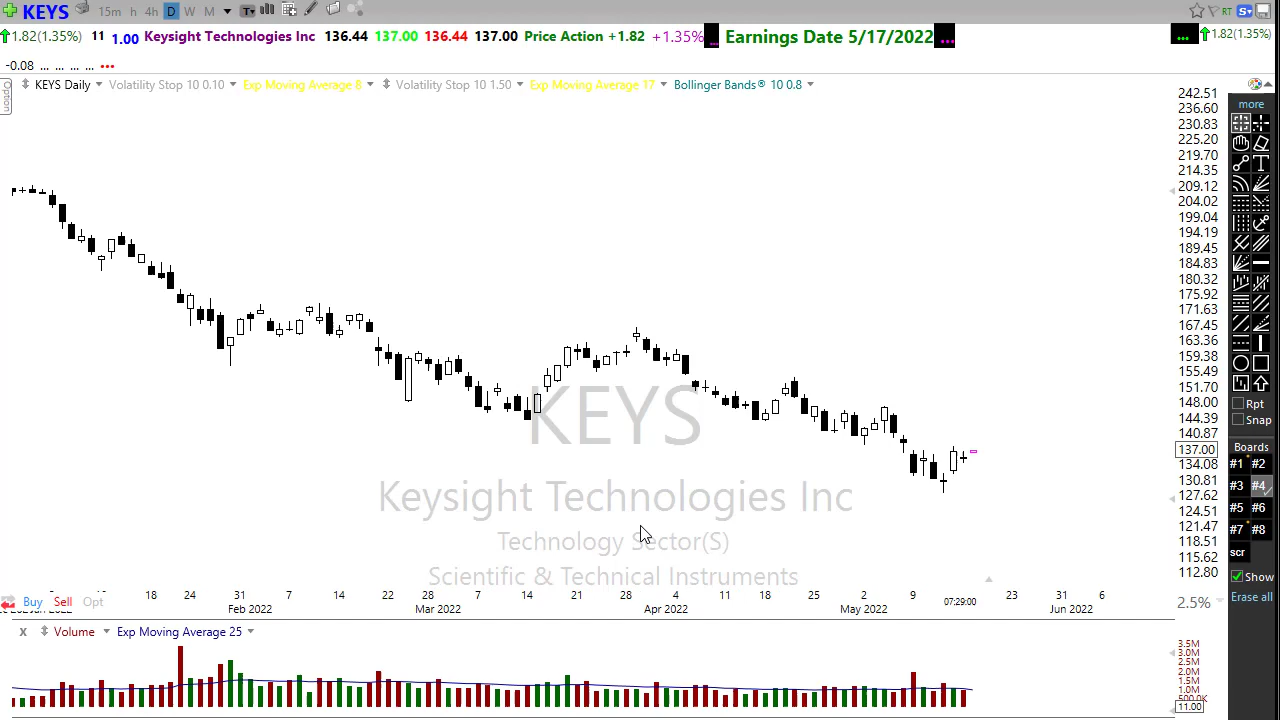 KEYS 15m h 4h D W M T RT S
1.82(1.35%) 11 1.00 Keysight Technologies Inc 136.44 137.00 136.44 137.00 Price Action +1.82 +1.35% ... Earnings Date 5/17/2022 ... ... 1.82(1.35%)
-0.08 ... ... ... ... ...
Option
KEYS Daily Volatility Stop 10 0.10 Exp Moving Average 8 Volatility Stop 10 1.50 Exp Moving Average 17 Bollinger Bands® 10 0.8
242.51
236.60
230.83
225.20
219.70
214.35
209.12
204.02
199.04
194.19
189.45
184.83
180.32
175.92
171.63
167.45
163.36
159.38
155.49
151.70
148.00
144.39
140.87
137.00
134.08
130.81
127.62
124.51
121.47
118.51
115.62
112.80
2.5%
more
Rpt
Snap
Boards
#1 #2
#3 #4
#5 #6
#7 #8
scr
Show
Erase all
KEYS
Keysight Technologies Inc
Technology Sector(S)
Scientific & Technical Instruments
18 24 7 14 22 28 7 14 21 28 4 11 18 25 2 9 07:29:00 23 31 6
2022 Feb 2022 Mar 2022 Apr 2022 May 2022 Jun 2022
Buy Sell Opt
X Volume Exp Moving Average 25
3.5M
3.0M
2.5M
2.0M
1.5M
1.0M
500.0K
11.00